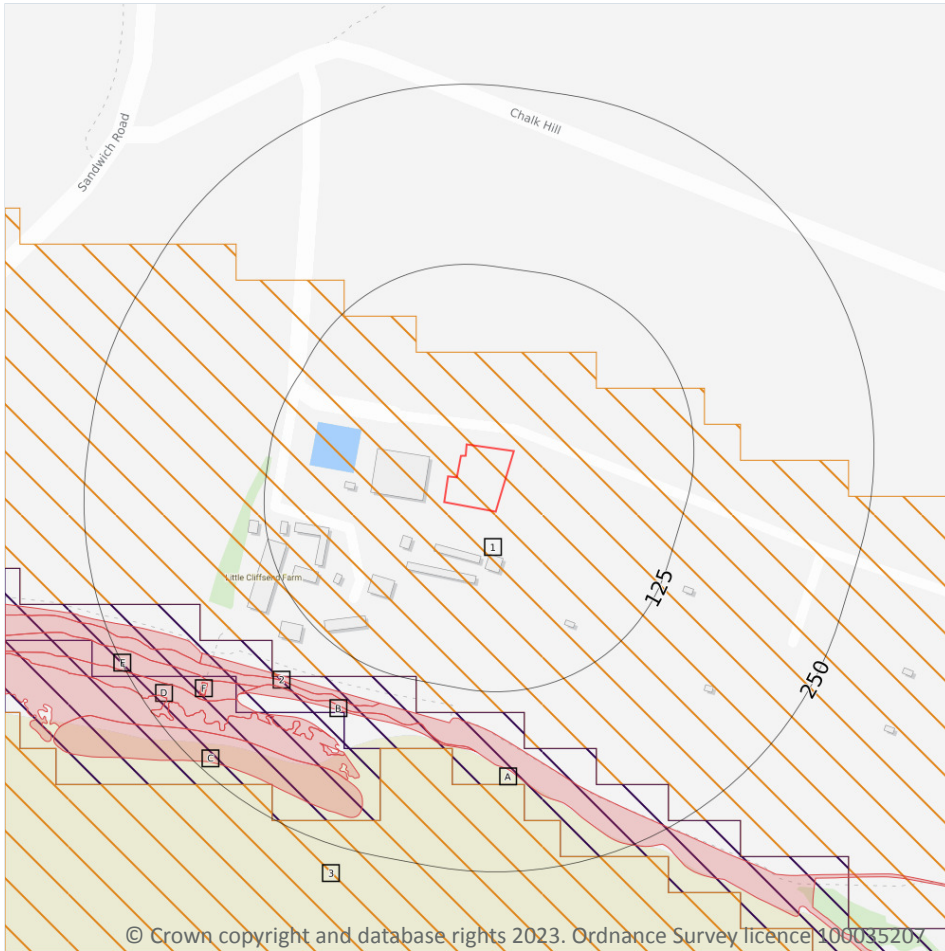 Chalk Hill
Sandwich Road
1
Little Cliffsend Farm
125
E
2
250
D
F
B
C
A
3
© Crown copyright and database rights 2023. Ordnance Survey licence 100035207